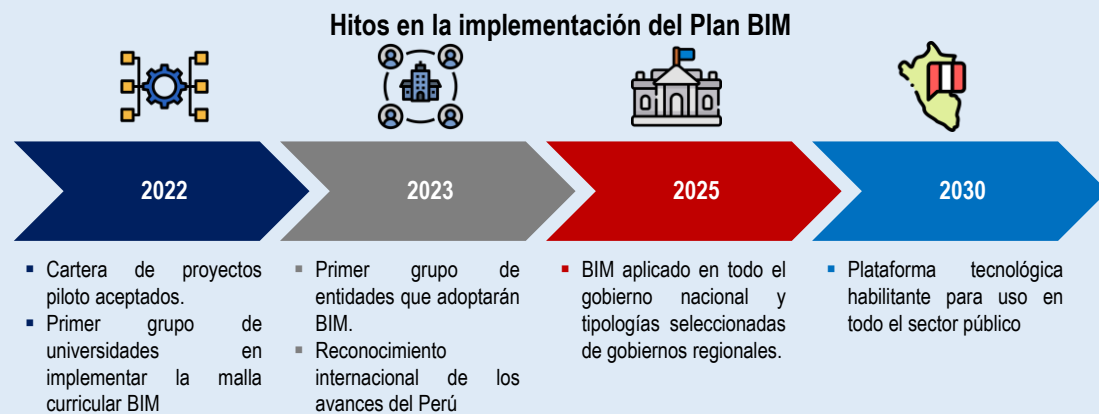 Hitos en la implementación del Plan BIM
2022
2023
2025
2030
▪ Cartera de proyectos
piloto aceptados.
▪ Primer grupo de
universidades en
implementar la malla
curricular BIM
▪ Primer grupo de
entidades que adoptarán
BIM.
▪ Reconocimiento
internacional de los
avances del Perú
▪ BIM aplicado en todo el
gobierno nacional y
tipologías seleccionadas
de gobiernos regionales.
▪ Plataforma tecnológica
habilitante para uso en
todo el sector público